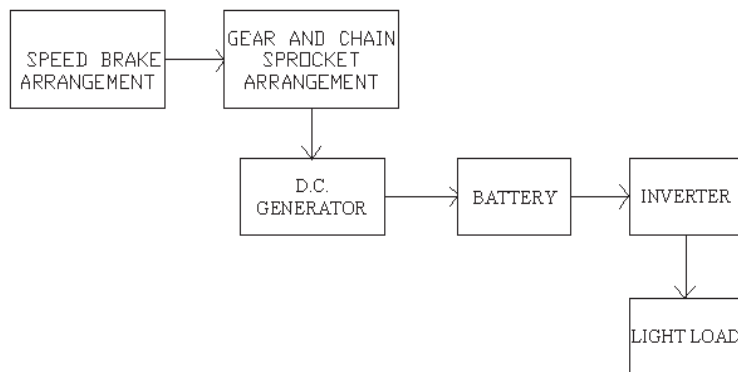 SPEED BRAKE
ARRANGEMENT
GEAR AND CHAIN
SPROCKET
ARRANGEMENT
D.C.
GENERATOR
BATTERY
INVERTER
LIGHT LOAD